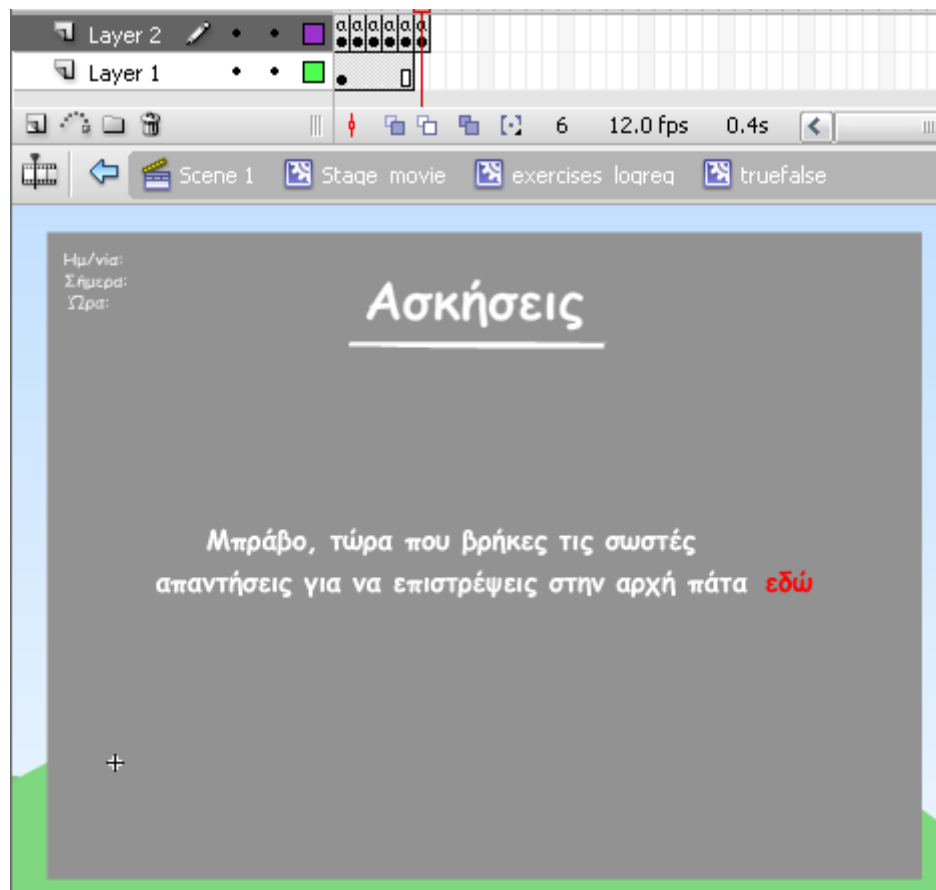 Layer 2
a a a a a a
Layer 1
6 12.0 fps 0.4s
Scene 1 Stage movie exercises logreg truefalse
Ημ/νία:
Σήμερα:
Ώρα:
Ασκήσεις
Μπράβο, τώρα που βρήκες τις σωστές
απαντήσεις για να επιστρέψεις στην αρχή πάτα εδώ